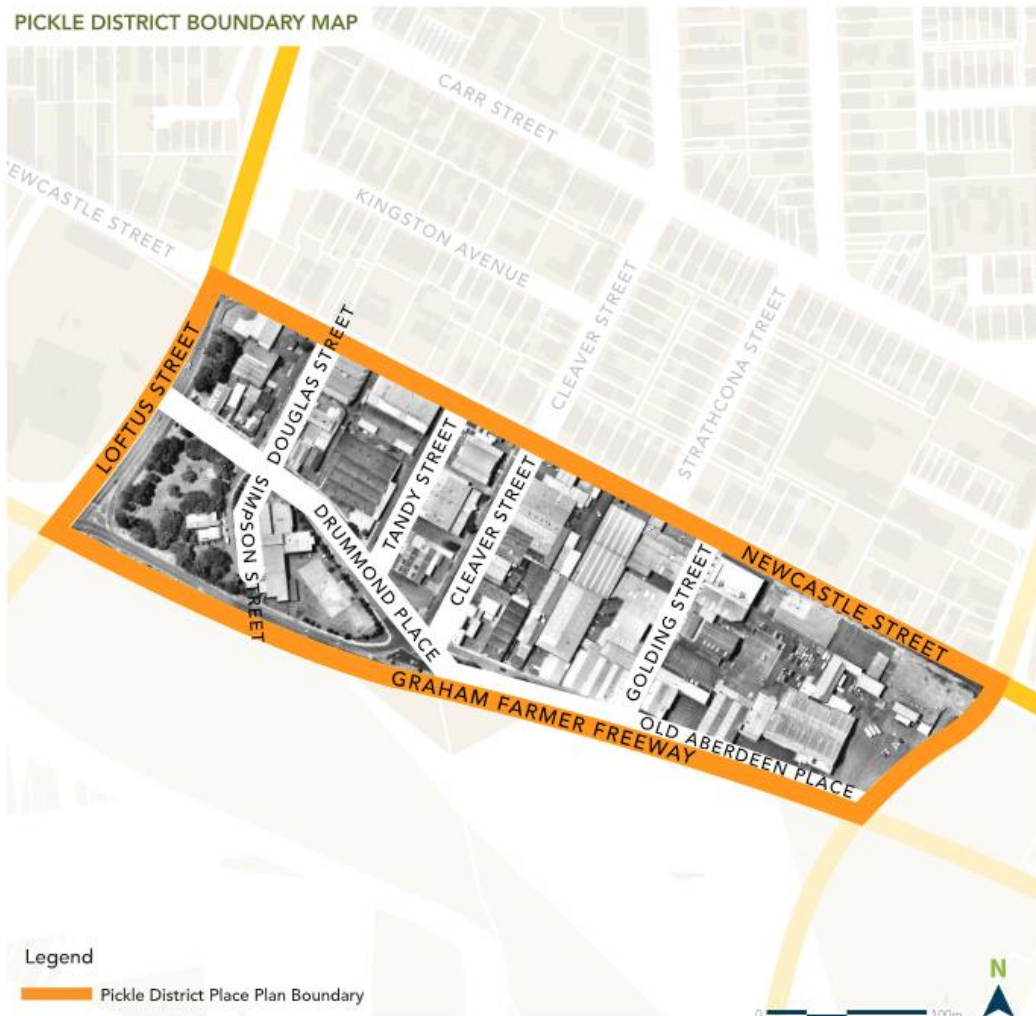 PICKLE DISTRICT BOUNDARY MAP
CARR STREET
NEWCASTLE STREET
KINGSTON AVENUE
CLEAVER STREET
STRATHCONA STREET
LOFTUS STREET
DOUGLAS STREET
SIMPSON STREET
DRUMMOND PLACE
TANDY STREET
CLEAVER STREET
GOLDING STREET
NEWCASTLE STREET
GRAHAM FARMER FREEWAY
OLD ABERDEEN PLACE
Legend
Pickle District Place Plan Boundary
N
0 100m